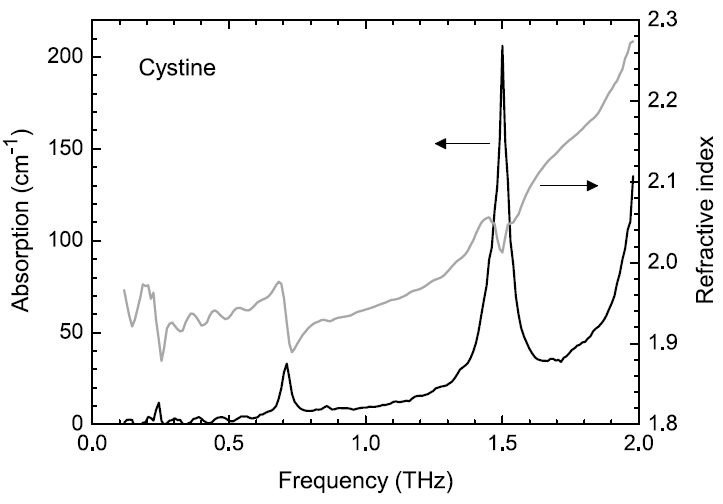 Cystine
200
150
100
50
0
Absorption (cm⁻¹)
2.3
2.2
2.1
2.0
1.9
1.8
Refractive index
0.0 0.5 1.0 1.5 2.0
Frequency (THz)